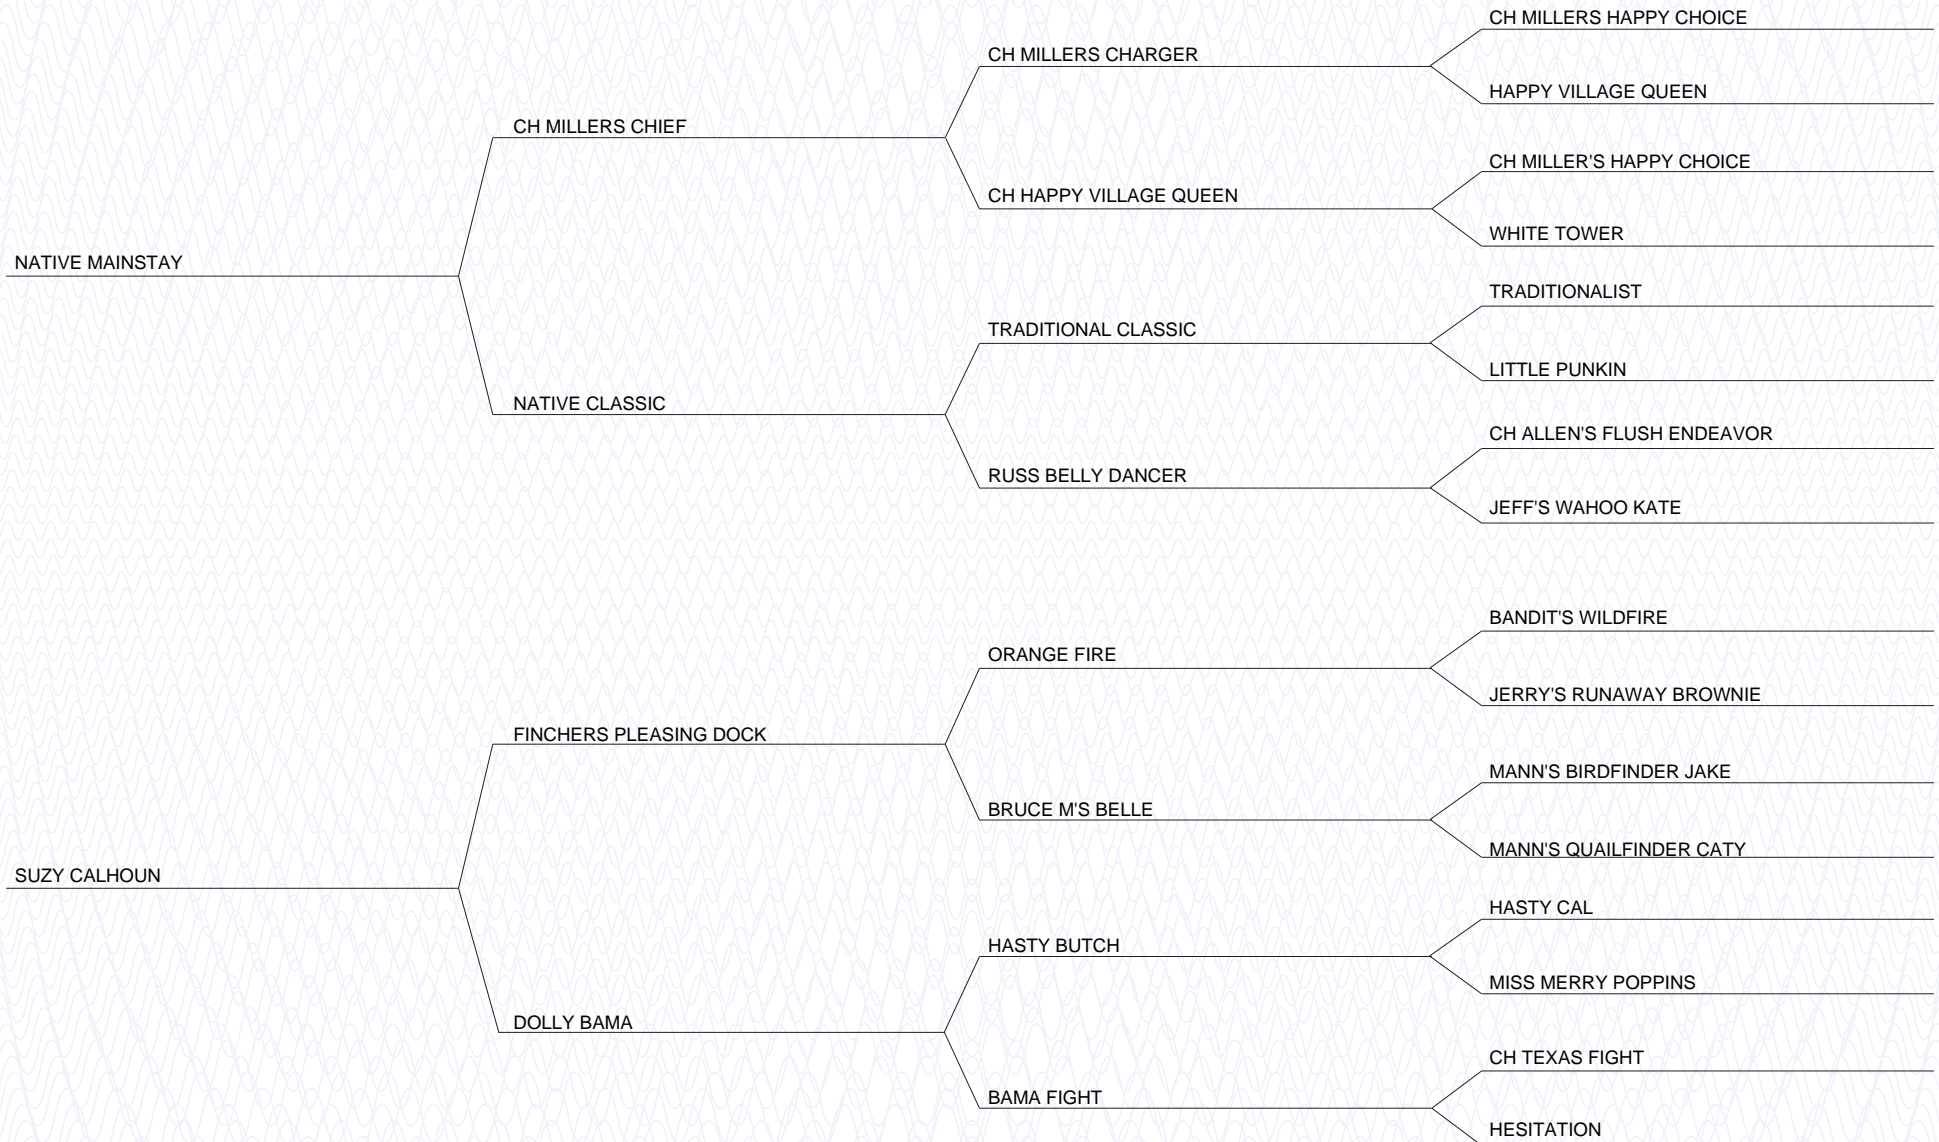 CH MILLERS HAPPY CHOICE
CH MILLERS CHARGER
HAPPY VILLAGE QUEEN
CH MILLERS CHIEF
CH MILLER'S HAPPY CHOICE
CH HAPPY VILLAGE QUEEN
WHITE TOWER
NATIVE MAINSTAY
TRADITIONALIST
TRADITIONAL CLASSIC
LITTLE PUNKIN
NATIVE CLASSIC
CH ALLEN'S FLUSH ENDEAVOR
RUSS BELLY DANCER
JEFF'S WAHOO KATE
BANDIT'S WILDFIRE
ORANGE FIRE
JERRY'S RUNAWAY BROWNIE
FINCHERS PLEASING DOCK
MANN'S BIRDFINDER JAKE
BRUCE M'S BELLE
MANN'S QUAILFINDER CATY
SUZY CALHOUN
HASTY CAL
HASTY BUTCH
MISS MERRY POPPINS
DOLLY BAMA
CH TEXAS FIGHT
BAMA FIGHT
HESITATION